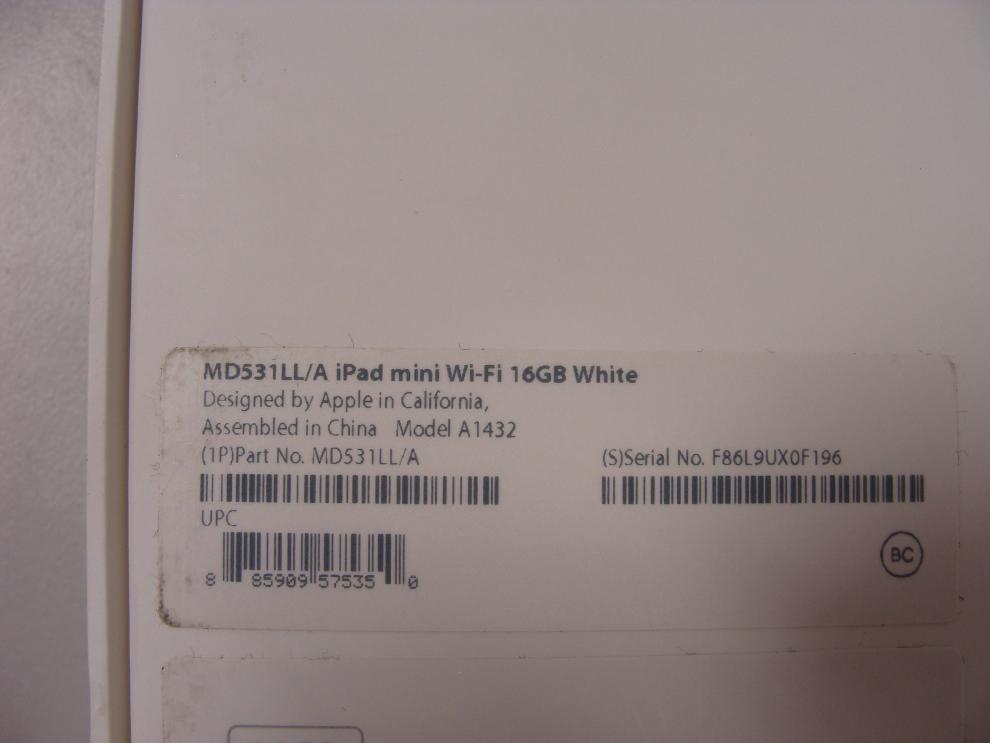 MD531LL/A iPad mini Wi-Fi 16GB White
Designed by Apple in California,
Assembled in China Model A1432
(1P)Part No. MD531LL/A
(S)Serial No. F86L9UX0F196
UPC
8 85909 57535 0
BC